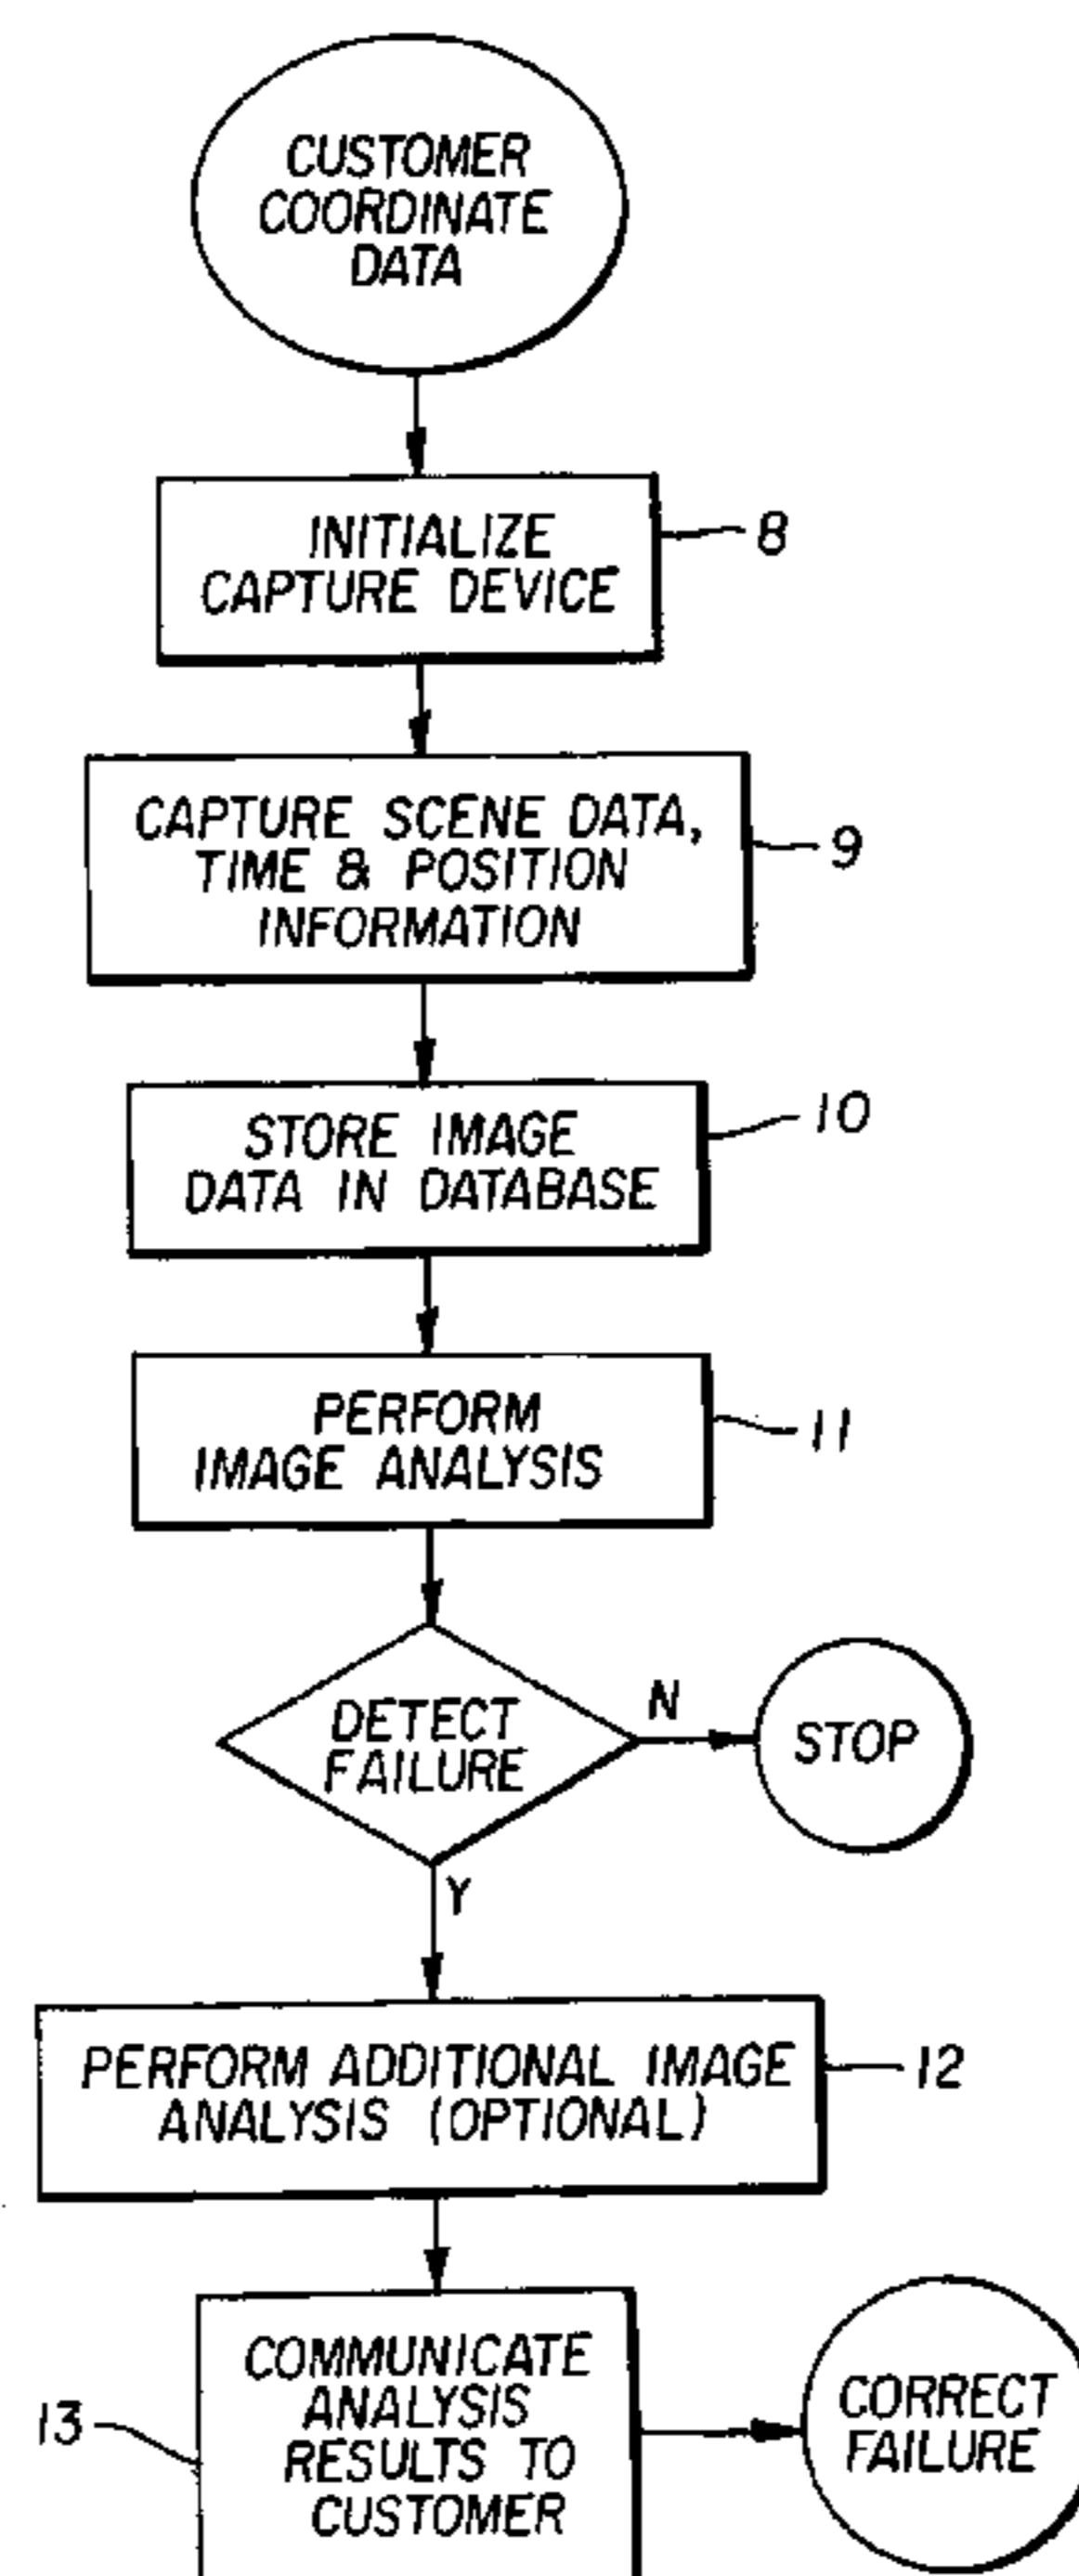 CUSTOMER
COORDINATE
DATA
INITIALIZE
CAPTURE DEVICE
8
CAPTURE SCENE DATA,
TIME & POSITION
INFORMATION
9
STORE IMAGE
DATA IN DATABASE
10
PERFORM
IMAGE ANALYSIS
11
DETECT
FAILURE
N
STOP
Y
PERFORM ADDITIONAL IMAGE
ANALYSIS (OPTIONAL)
12
COMMUNICATE
ANALYSIS
RESULTS TO
CUSTOMER
13
CORRECT
FAILURE